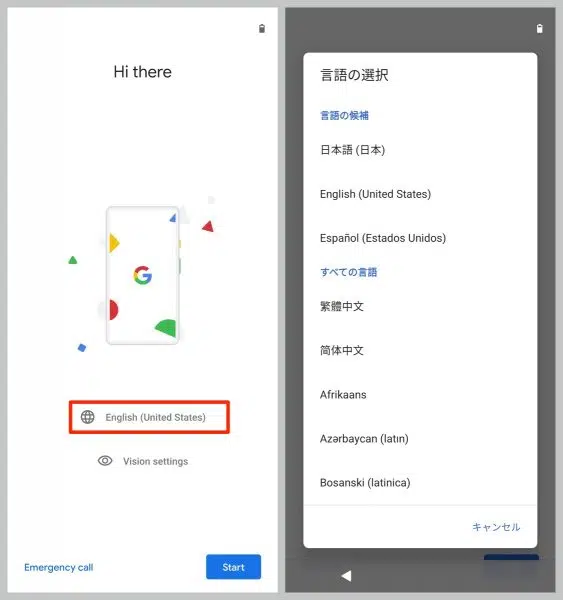 Hi there
English (United States)
Vision settings
Emergency call
Start
言語の選択
言語の候補
日本語 (日本)
English (United States)
Español (Estados Unidos)
すべての言語
繁體中文
简体中文
Afrikaans
Azərbaycan (latın)
Bosanski (latinica)
キャンセル